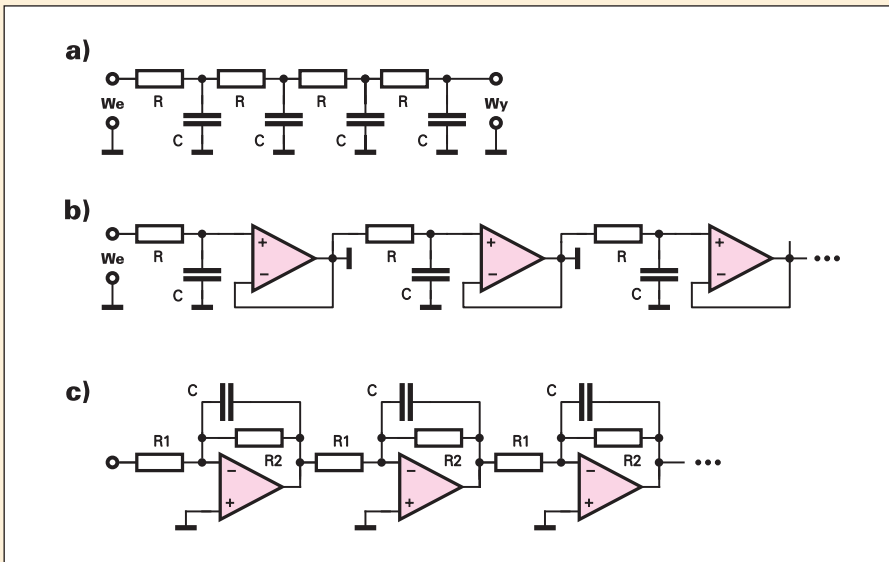 a)
We R R R R Wy
C C C C
b)
We R + − R + − R + − •••
C C C
c)
C C C
R1 R2 R1 R2 R1 R2 •••
− + − + − +